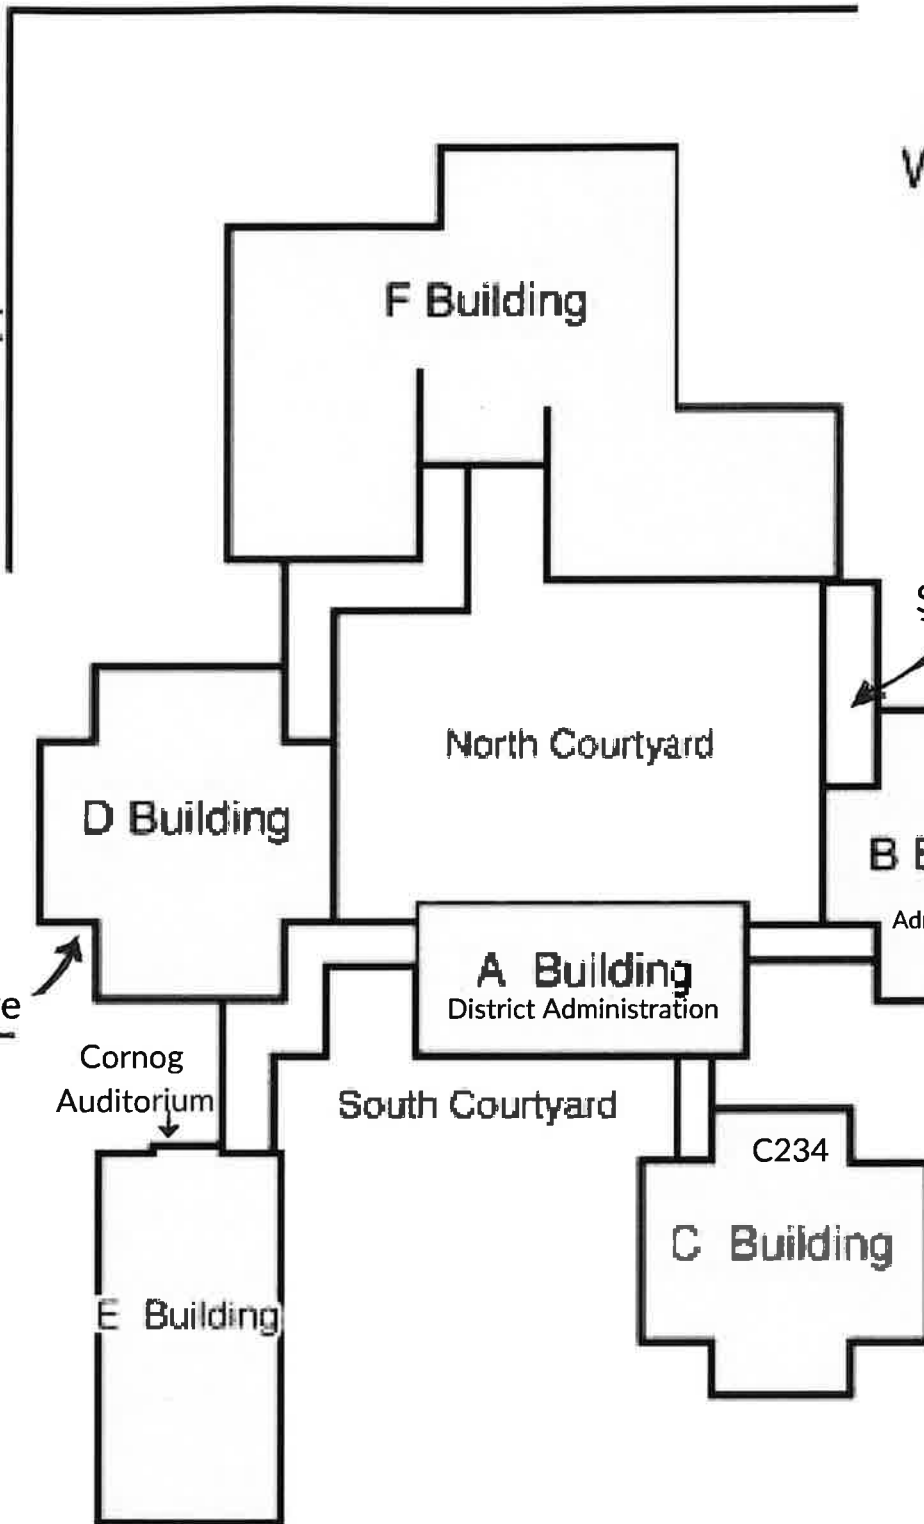 F Building
North Courtyard
D Building
B
A Building
District Administration
Cornog
Auditorium
South Courtyard
C234
C Building
E Building